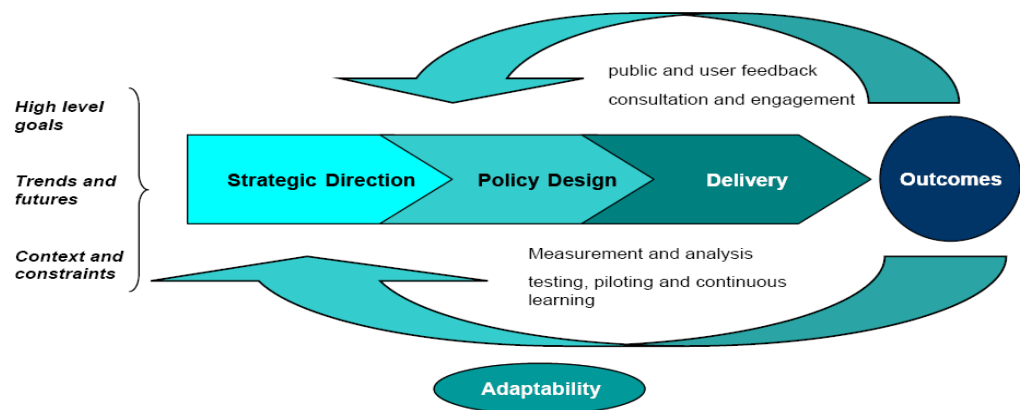 High level
goals
Trends and
futures
Context and
constraints
public and user feedback
consultation and engagement
Strategic Direction
Policy Design
Delivery
Outcomes
Measurement and analysis
testing, piloting and continuous
learning
Adaptability